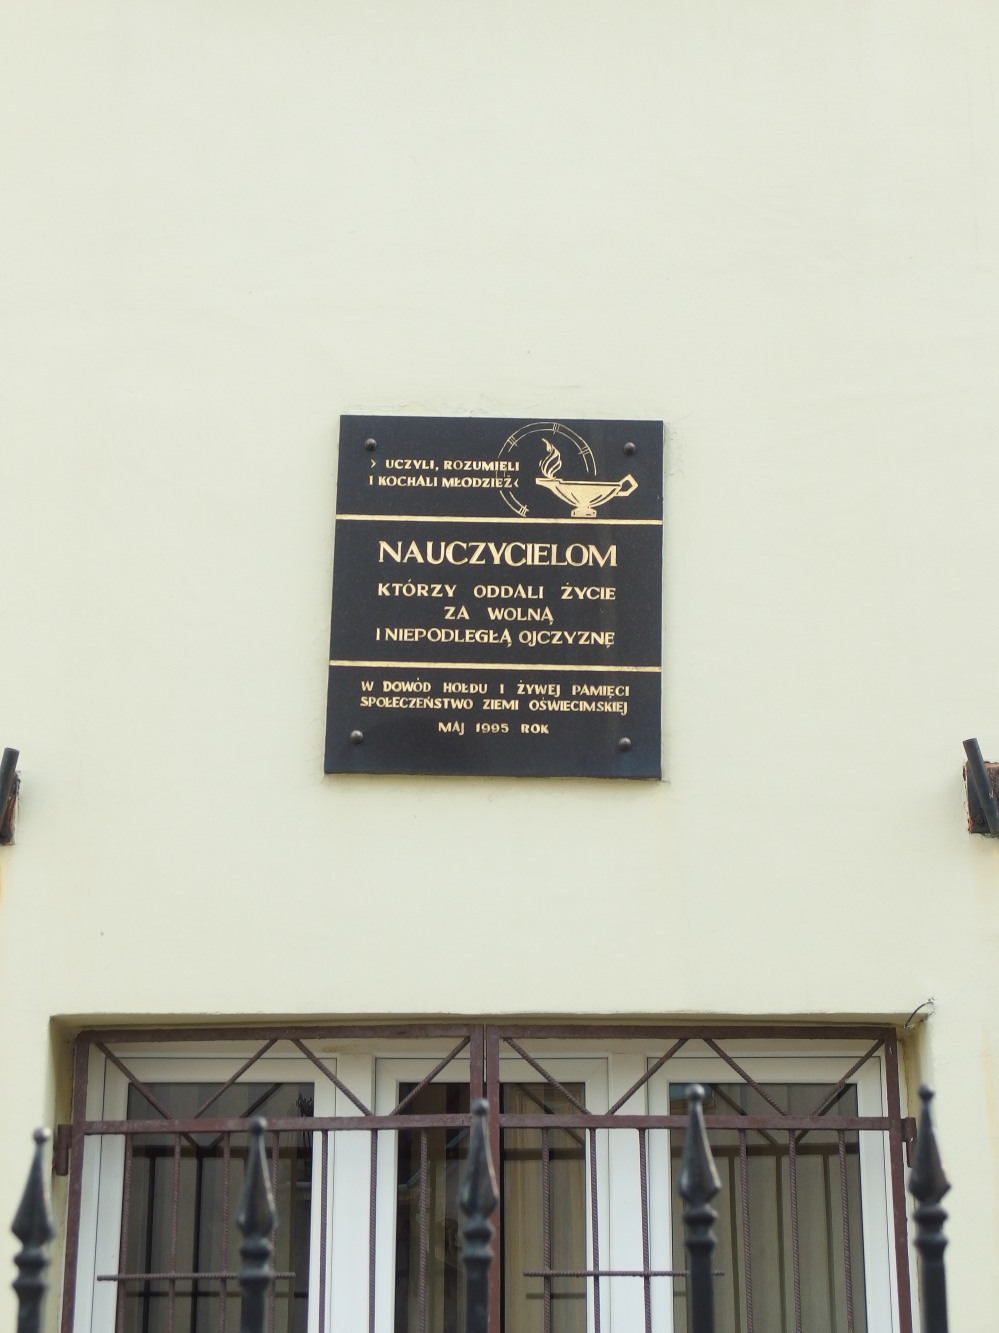 › UCZYLI, ROZUMIELI
I KOCHALI MŁODZIEŻ ‹
NAUCZYCIELOM
KTÓRZY ODDALI ŻYCIE
ZA WOLNĄ
I NIEPODLEGŁĄ OJCZYZNĘ
W DOWÓD HOŁDU I ŻYWEJ PAMIĘCI
SPOŁECZEŃSTWO ZIEMI OŚWIECIMSKIEJ
MAJ 1995 ROK